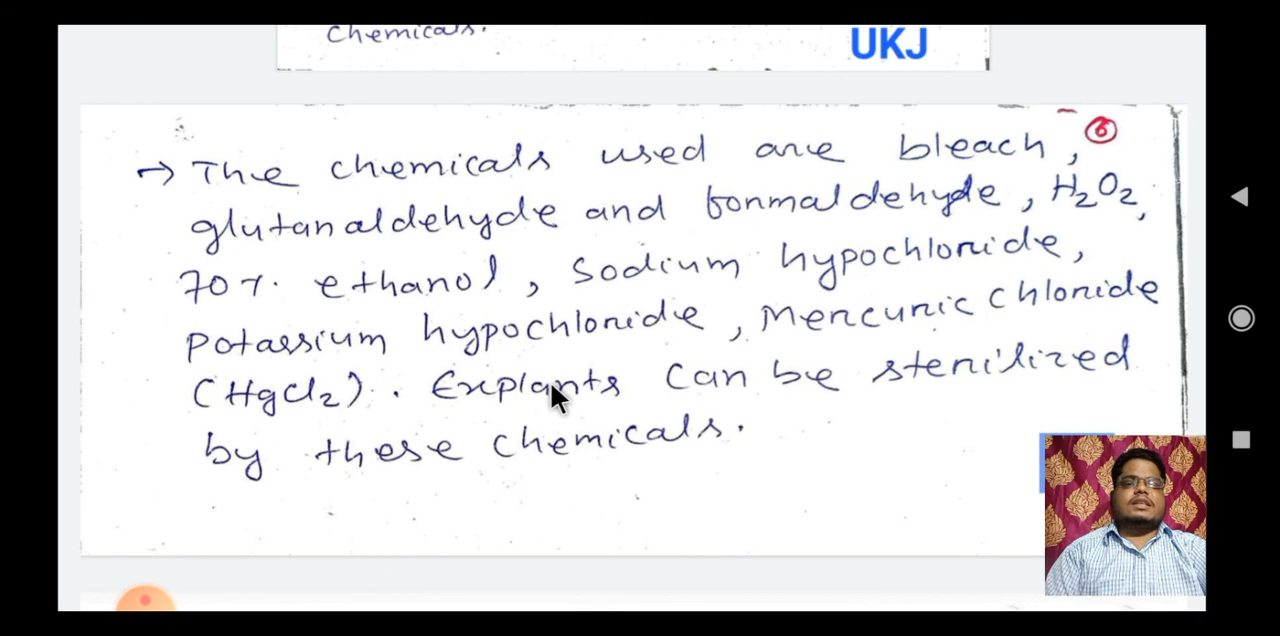 Chemicals.
UKJ
6
→ The chemicals used are bleach,
glutaraldehyde and formaldehyde, H2O2,
70%. ethanol, Sodium hypochloride,
Potassium hypochloride, Mercuric Chloride
(HgCl2). Explants can be sterilized
by these chemicals.